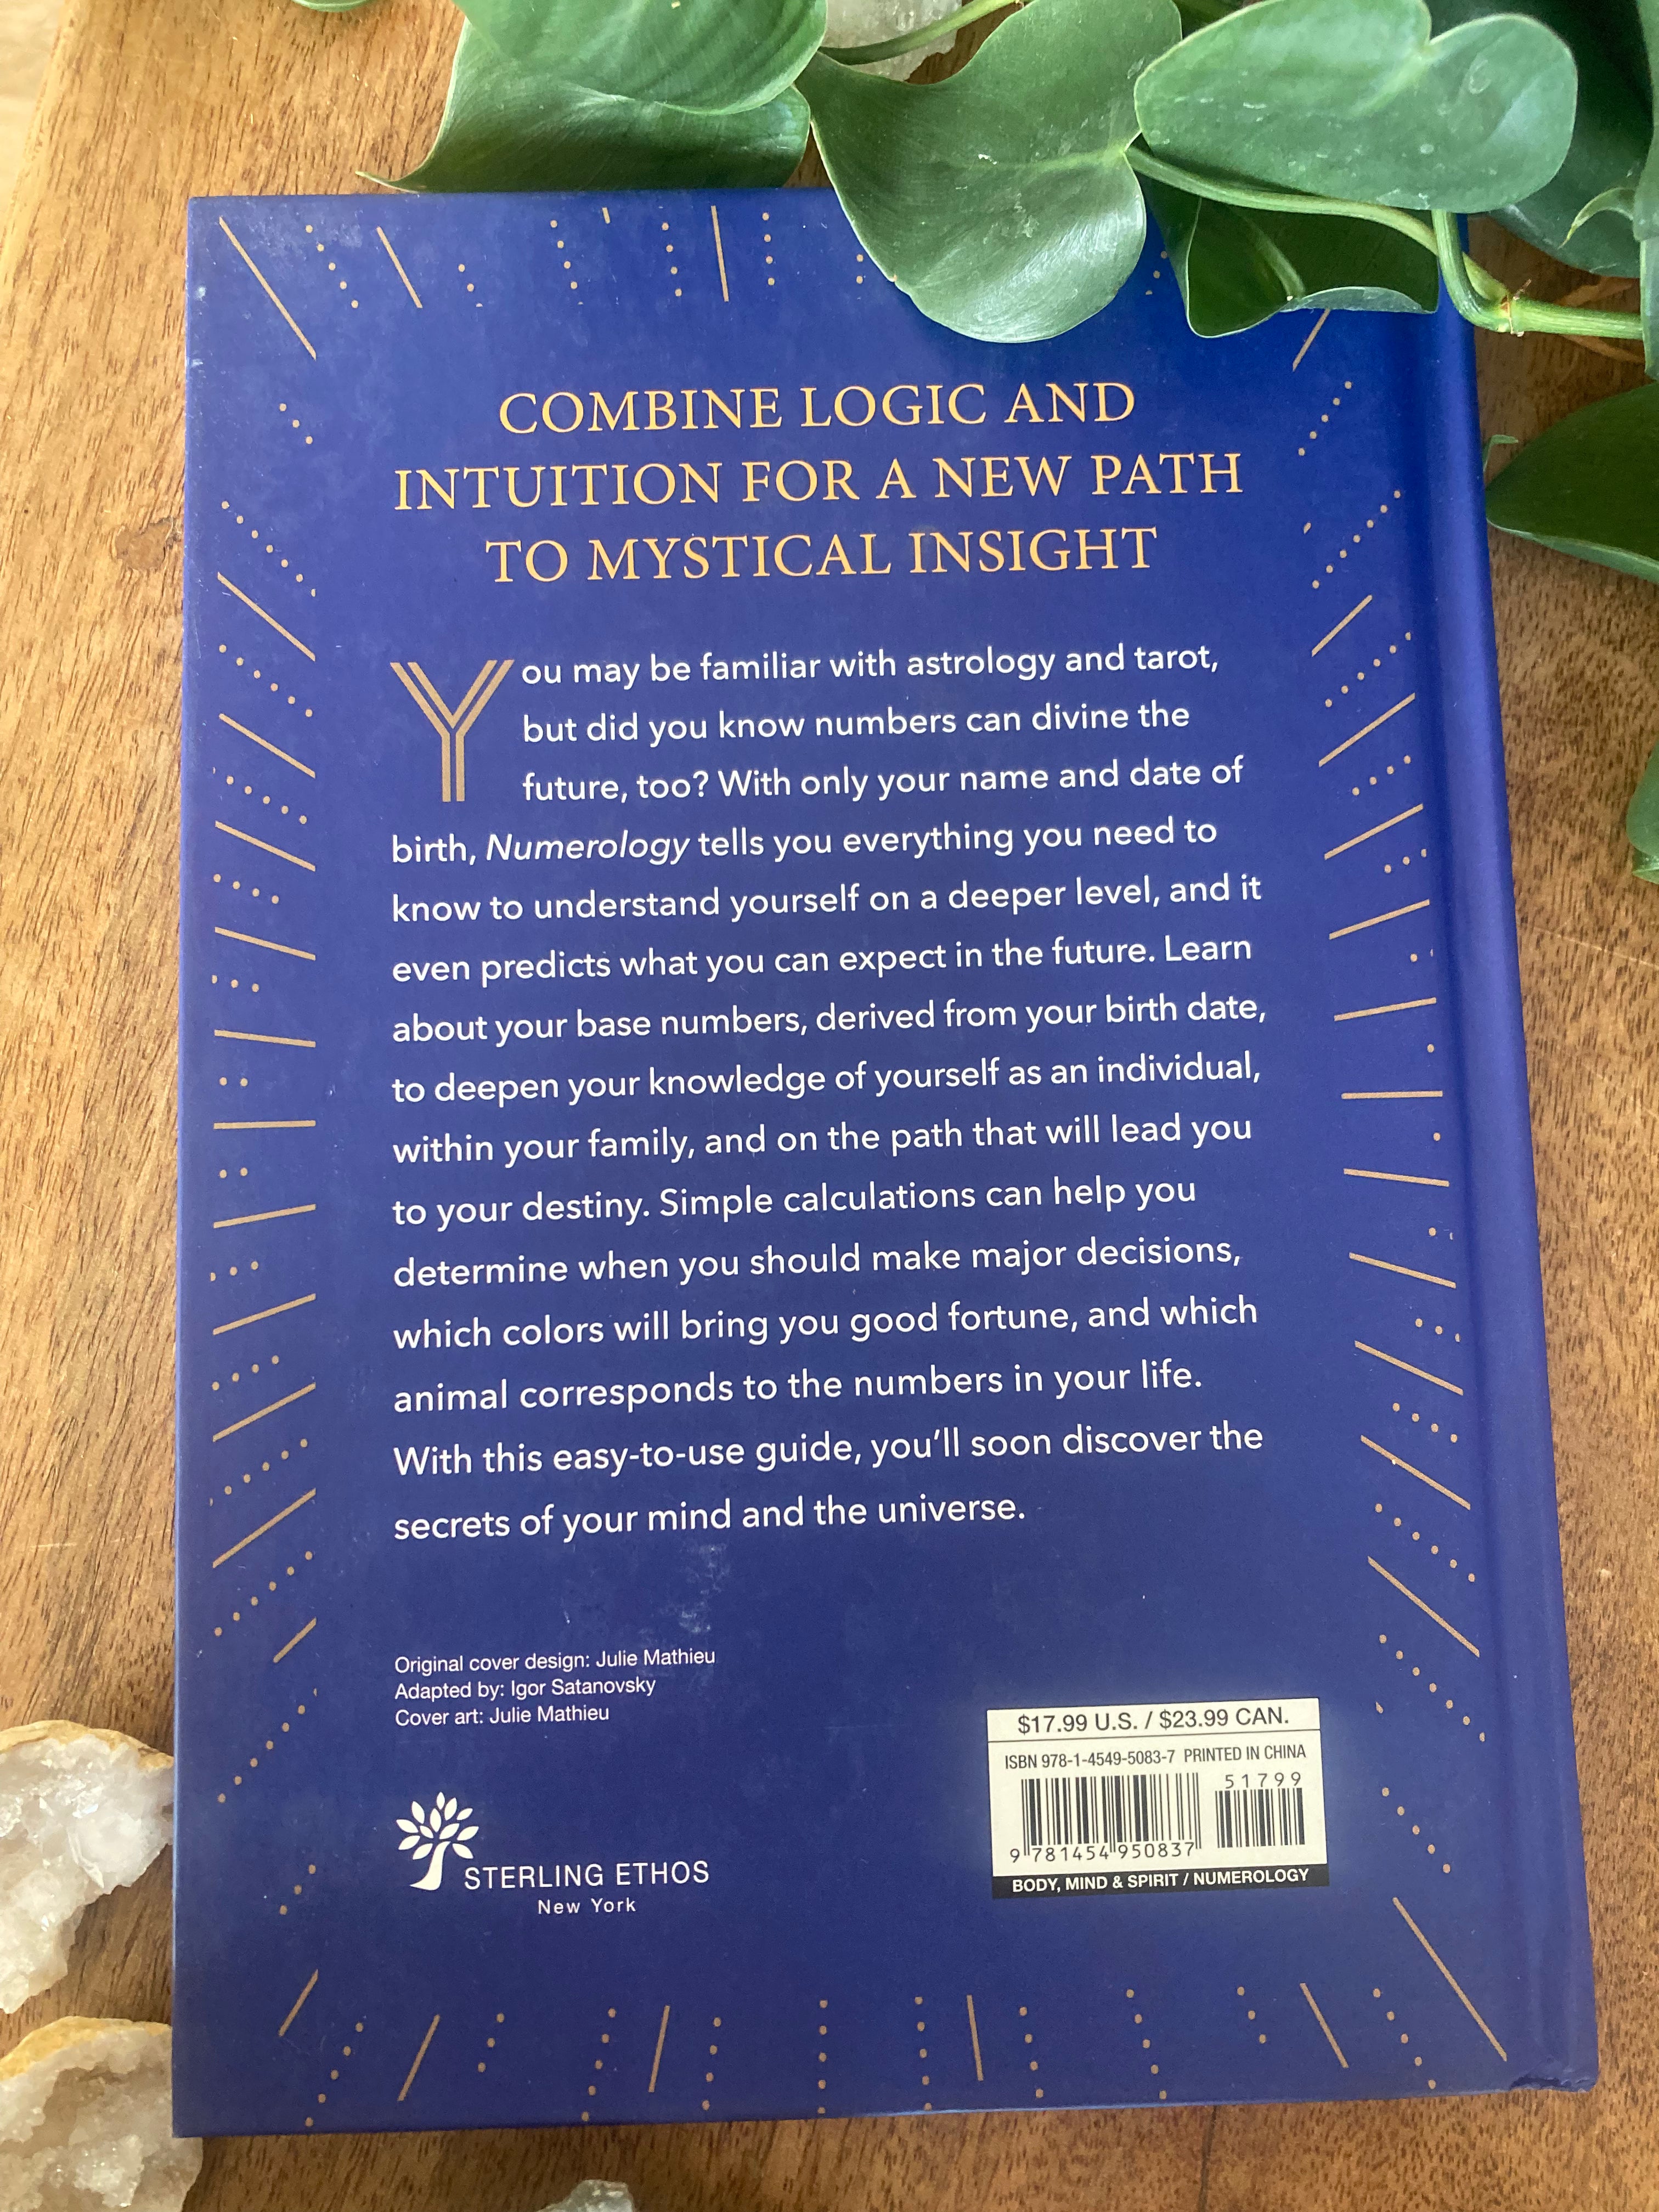 COMBINE LOGIC AND
INTUITION FOR A NEW PATH
TO MYSTICAL INSIGHT
You may be familiar with astrology and tarot,
but did you know numbers can divine the
future, too? With only your name and date of
birth, Numerology tells you everything you need to
know to understand yourself on a deeper level, and it
even predicts what you can expect in the future. Learn
about your base numbers, derived from your birth date,
to deepen your knowledge of yourself as an individual,
within your family, and on the path that will lead you
to your destiny. Simple calculations can help you
determine when you should make major decisions,
which colors will bring you good fortune, and which
animal corresponds to the numbers in your life.
With this easy-to-use guide, you'll soon discover the
secrets of your mind and the universe.
Original cover design: Julie Mathieu
Adapted by: Igor Satanovsky
Cover art: Julie Mathieu
STERLING ETHOS
New York
$17.99 U.S. / $23.99 CAN.
ISBN 978-1-4549-5083-7 PRINTED IN CHINA
51799
9 781454 950837
BODY, MIND & SPIRIT / NUMEROLOGY